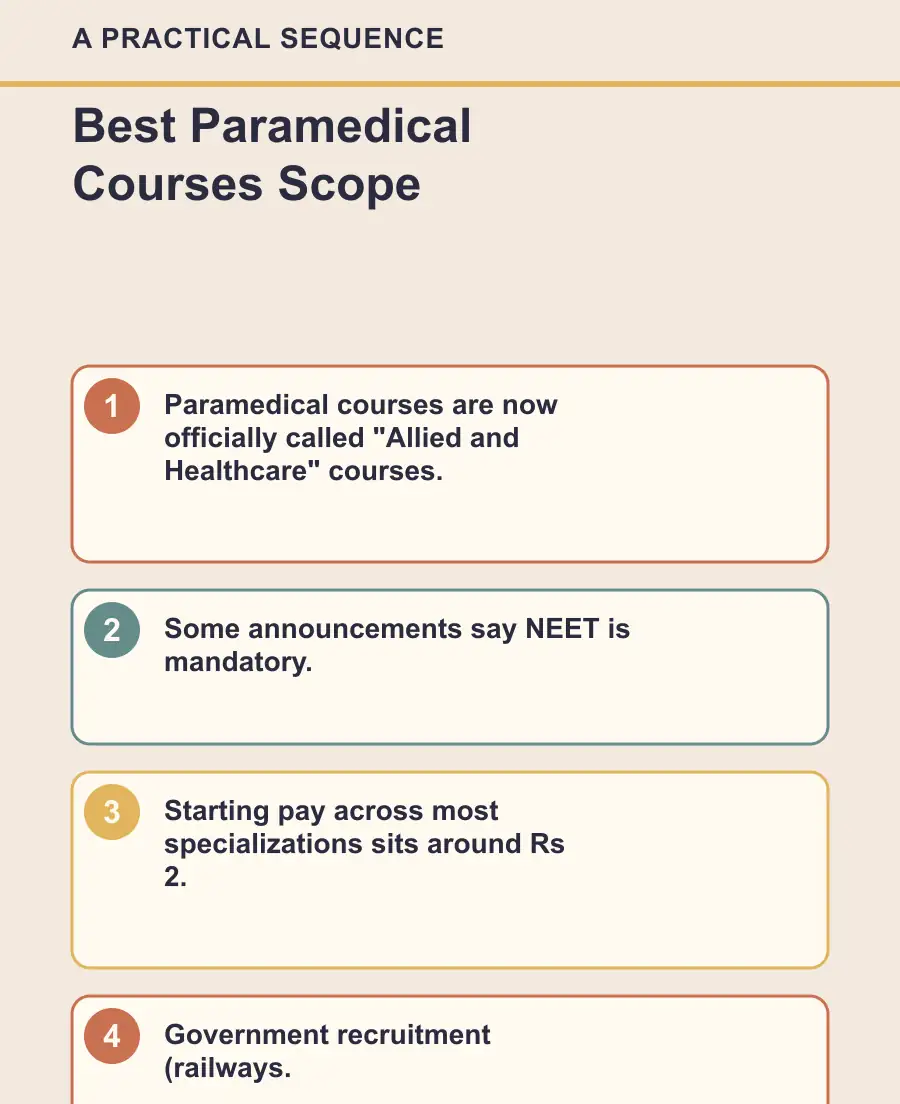 A PRACTICAL SEQUENCE
Best Paramedical
Courses Scope
1
Paramedical courses are now
officially called "Allied and
Healthcare" courses.
2
Some announcements say NEET is
mandatory.
3
Starting pay across most
specializations sits around Rs
2.
4
Government recruitment
(railways.